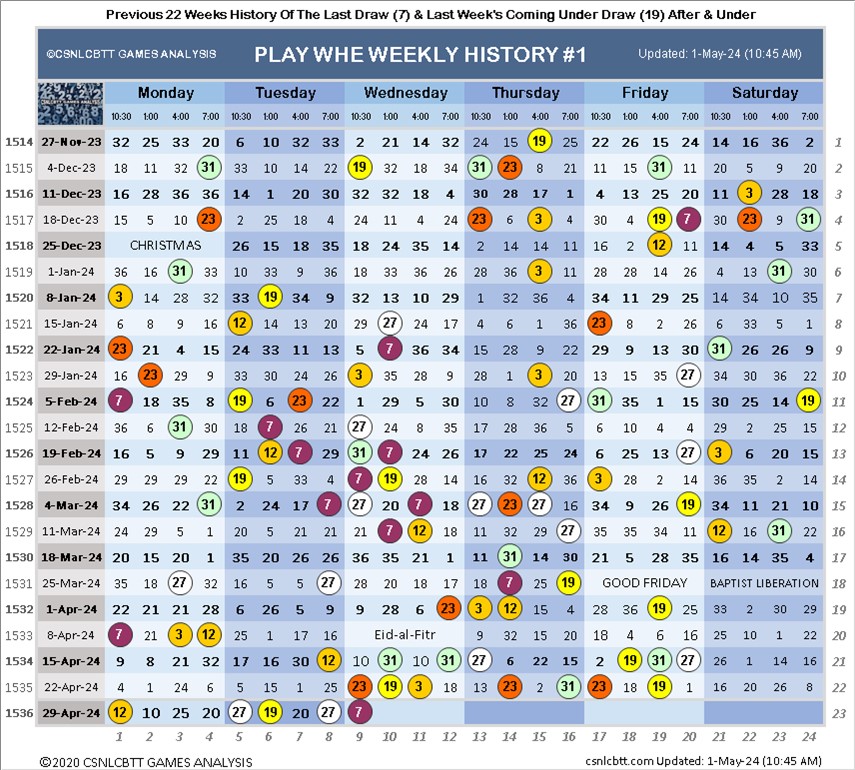 Previous 22 Weeks History Of The Last Draw (7) & Last Week's Coming Under Draw (19) After & Under
©CSNLCBTT GAMES ANALYSIS PLAY WHE WEEKLY HISTORY #1 Updated: 1-May-24 (10:45 AM)
CSNLCBTT GAMES ANALYSIS Monday Tuesday Wednesday Thursday Friday Saturday
10:30 1:00 4:00 7:00 10:30 1:00 4:00 7:00 10:30 1:00 4:00 7:00 10:30 1:00 4:00 7:00 10:30 1:00 4:00 7:00 10:30 1:00 4:00 7:00
1514 27-Nov-23 32 25 33 20 6 10 32 33 2 21 14 32 24 15 19 25 22 26 15 24 14 16 36 2 1
1515 4-Dec-23 18 11 32 31 33 10 14 22 19 32 18 34 31 23 8 21 11 15 31 11 20 5 9 20 2
1516 11-Dec-23 16 28 36 36 14 1 20 30 32 32 18 4 30 28 17 1 4 13 25 20 11 3 28 18 3
1517 18-Dec-23 15 5 10 23 2 25 18 4 24 11 4 24 23 6 3 4 30 4 19 7 30 23 9 31 4
1518 25-Dec-23 CHRISTMAS 26 15 18 35 18 24 35 14 2 14 14 11 16 2 12 11 14 4 5 33 5
1519 1-Jan-24 36 16 31 33 10 33 9 36 18 33 36 26 28 36 3 11 28 28 14 26 4 13 23 30 6
1520 8-Jan-24 3 14 28 32 33 19 34 9 32 13 10 29 1 32 36 4 34 11 29 25 14 34 10 35 7
1521 15-Jan-24 6 8 9 16 12 14 13 20 29 27 24 17 4 6 1 36 23 8 2 26 6 33 5 1 8
1522 22-Jan-24 23 21 4 15 24 33 11 13 5 7 36 34 15 28 9 22 29 9 13 30 31 26 26 9 9
1523 29-Jan-24 16 23 29 9 33 30 24 26 3 35 28 9 28 1 3 20 13 15 35 27 34 30 36 22 10
1524 5-Feb-24 7 18 35 8 19 6 23 22 1 29 5 30 10 8 32 27 31 35 1 15 30 25 14 19 11
1525 12-Feb-24 36 3 31 30 18 7 26 21 27 24 8 35 17 28 36 5 6 10 4 4 29 2 25 15 12
1526 19-Feb-24 16 5 9 29 11 12 7 29 31 7 24 26 17 22 25 24 6 25 13 27 3 6 20 15 13
1527 26-Feb-24 29 9 29 22 19 5 33 4 7 19 28 14 16 32 12 36 3 28 2 14 36 35 2 14 14
1528 4-Mar-24 34 26 22 31 2 24 17 7 27 20 7 18 27 23 27 16 34 9 5 19 34 11 21 10 15
1529 11-Mar-24 24 29 5 1 20 5 21 21 21 7 12 20 11 32 29 27 35 35 34 11 12 16 31 24 16
1530 18-Mar-24 20 15 20 1 35 20 26 26 36 35 21 1 11 31 14 30 21 5 28 35 16 14 35 4 17
1531 25-Mar-24 35 18 27 32 16 5 5 27 28 20 18 17 18 7 25 19 GOOD FRIDAY BAPTIST LIBERATION 18
1532 1-Apr-24 22 21 21 28 6 26 5 9 9 28 6 23 3 12 15 4 28 36 19 25 33 2 30 29 19
1533 8-Apr-24 7 21 3 12 25 1 17 16 Eid-al-Fitr 9 32 15 20 18 4 6 16 25 10 1 22 20
1534 15-Apr-24 9 8 21 32 17 16 30 12 10 31 10 31 27 6 22 15 2 19 31 27 26 1 14 16 21
1535 22-Apr-24 4 1 24 6 5 15 1 25 23 19 3 18 13 23 2 31 23 18 19 1 16 20 26 8 22
1536 29-Apr-24 12 10 25 20 27 19 20 27 7 23
1 2 3 4 5 6 7 8 9 10 11 12 13 14 15 16 17 18 19 20 21 22 23 24
©2020 CSNLCBTT GAMES ANALYSIS csnlcbtt.com Updated: 1-May-24 (10:45 AM)